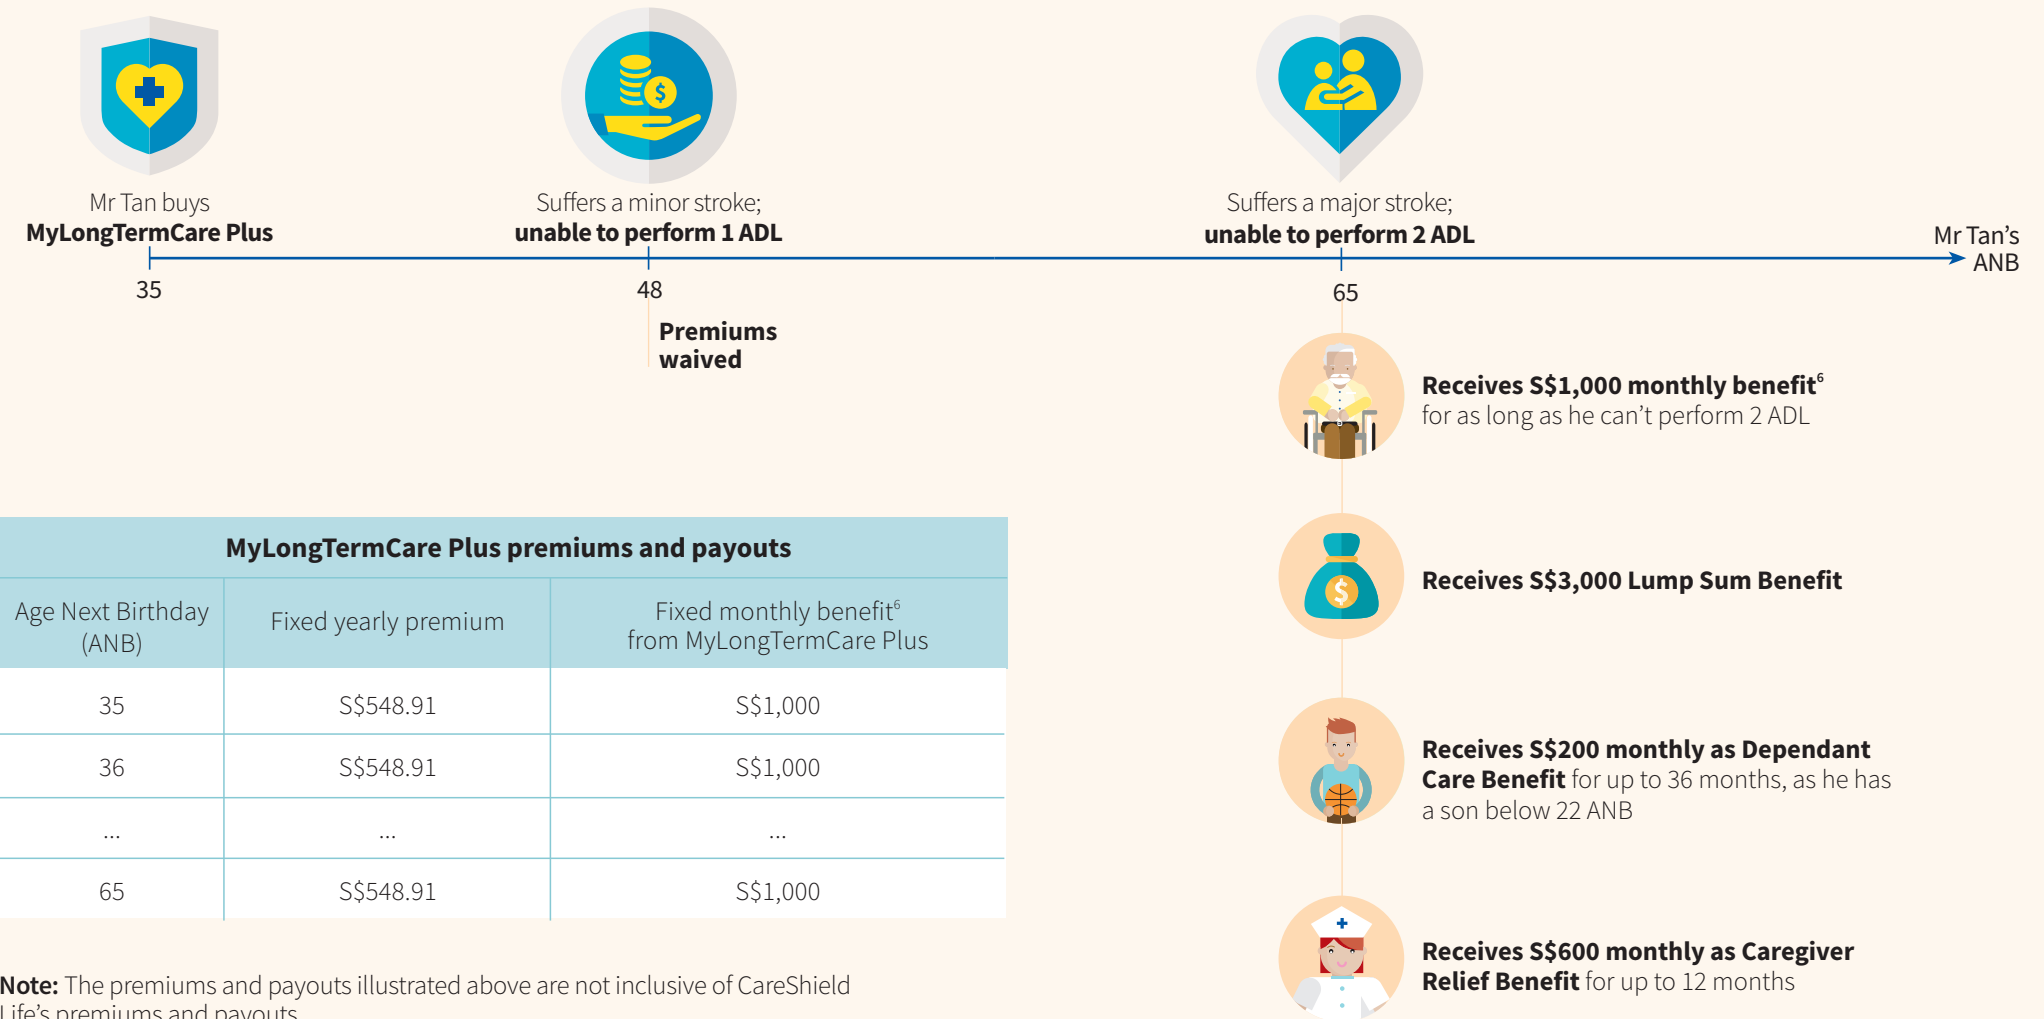 Mr Tan buys
MyLongTermCare Plus
Suffers a minor stroke;
unable to perform 1 ADL
Suffers a major stroke;
unable to perform 2 ADL
Mr Tan’s
ANB
35
48
65
Premiums
waived
Receives S$1,000 monthly benefit⁶
for as long as he can’t perform 2 ADL
Receives S$3,000 Lump Sum Benefit
Receives S$200 monthly as Dependant
Care Benefit for up to 36 months, as he has
a son below 22 ANB
Receives S$600 monthly as Caregiver
Relief Benefit for up to 12 months
MyLongTermCare Plus premiums and payouts
Age Next Birthday
(ANB)
Fixed yearly premium
Fixed monthly benefit⁶
from MyLongTermCare Plus
35 S$548.91 S$1,000
36 S$548.91 S$1,000
... ... ...
65 S$548.91 S$1,000
Note: The premiums and payouts illustrated above are not inclusive of CareShield
Life’s premiums and payouts